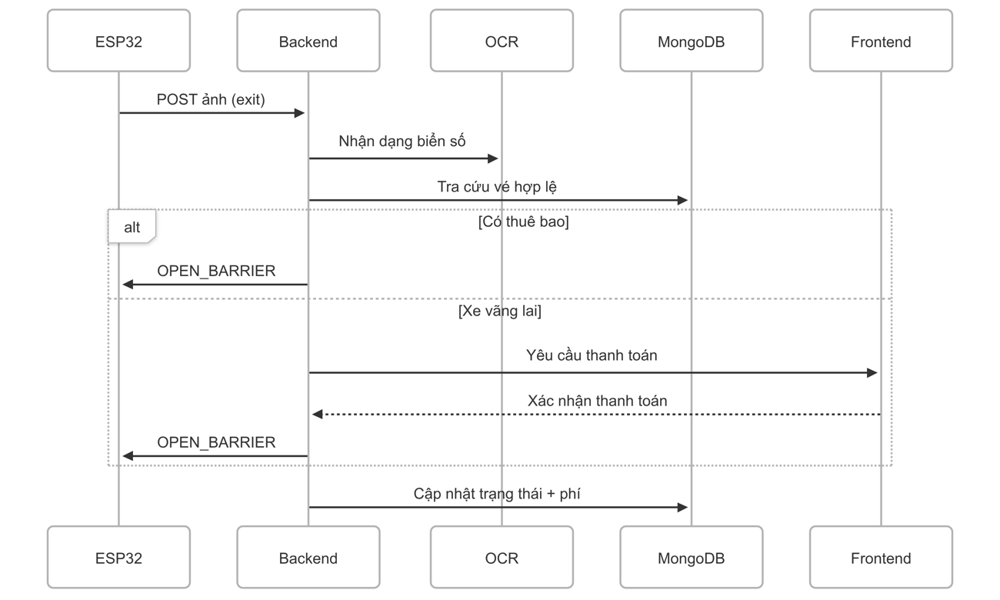 ESP32
Backend
OCR
MongoDB
Frontend
POST ảnh (exit)
Nhận dạng biển số
Tra cứu vé hợp lệ
alt
[Có thuê bao]
OPEN_BARRIER
[Xe vãng lai]
Yêu cầu thanh toán
Xác nhận thanh toán
OPEN_BARRIER
Cập nhật trạng thái + phí
ESP32
Backend
OCR
MongoDB
Frontend